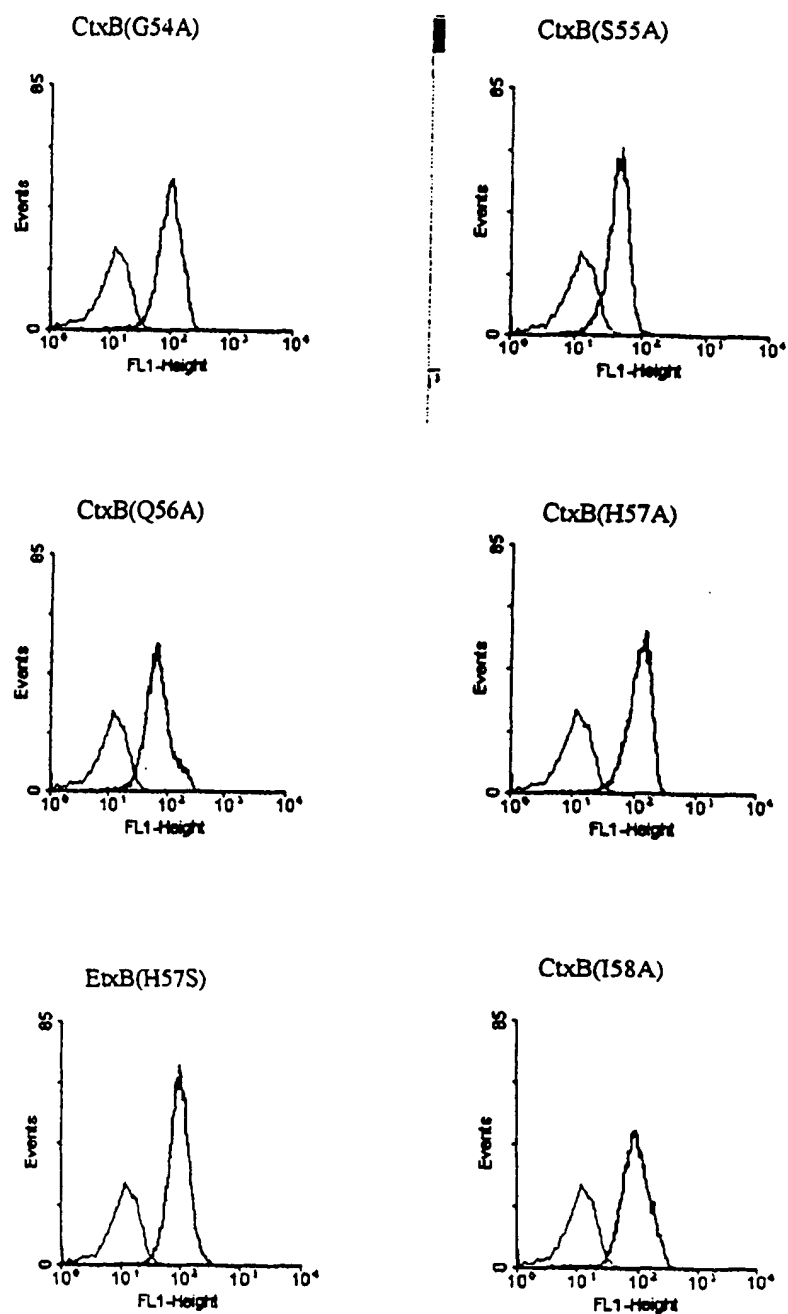 CtxB(G54A)
85
Events
0
10⁰ 10¹ 10² 10³ 10⁴
FL1-Height
CtxB(S55A)
85
Events
0
10⁰ 10¹ 10² 10³ 10⁴
FL1-Height
CtxB(Q56A)
85
Events
0
10⁰ 10¹ 10² 10³ 10⁴
FL1-Height
CtxB(H57A)
85
Events
0
10⁰ 10¹ 10² 10³ 10⁴
FL1-Height
EtxB(H57S)
85
Events
0
10⁰ 10¹ 10² 10³ 10⁴
FL1-Height
CtxB(I58A)
85
Events
0
10⁰ 10¹ 10² 10³ 10⁴
FL1-Height